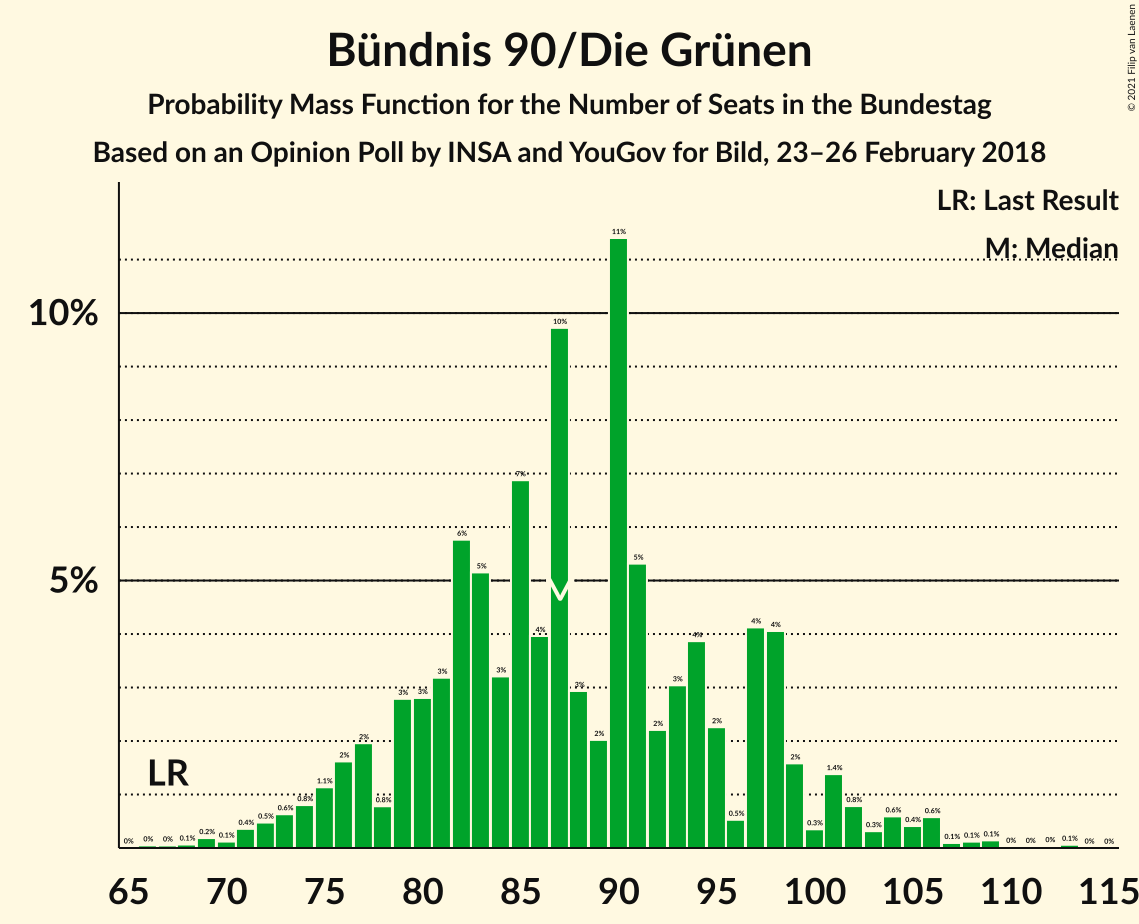 Bündnis 90/Die Grünen
Probability Mass Function for the Number of Seats in the Bundestag
Based on an Opinion Poll by INSA and YouGov for Bild, 23–26 February 2018
© 2021 Filip van Laenen
LR: Last Result
M: Median
10%
5%
LR
0% 0% 0% 0.1% 0.2% 0.1% 0.4% 0.5% 0.6% 0.8% 1.1% 2% 2% 0.8% 3% 3% 3% 6% 5% 3% 7% 4% 10% 3% 2% 11% 5% 2% 3% 4% 2% 0.5% 4% 4% 2% 0.3% 1.4% 0.8% 0.3% 0.6% 0.4% 0.6% 0.1% 0.1% 0.1% 0% 0% 0% 0.1% 0% 0%
65 70 75 80 85 90 95 100 105 110 115